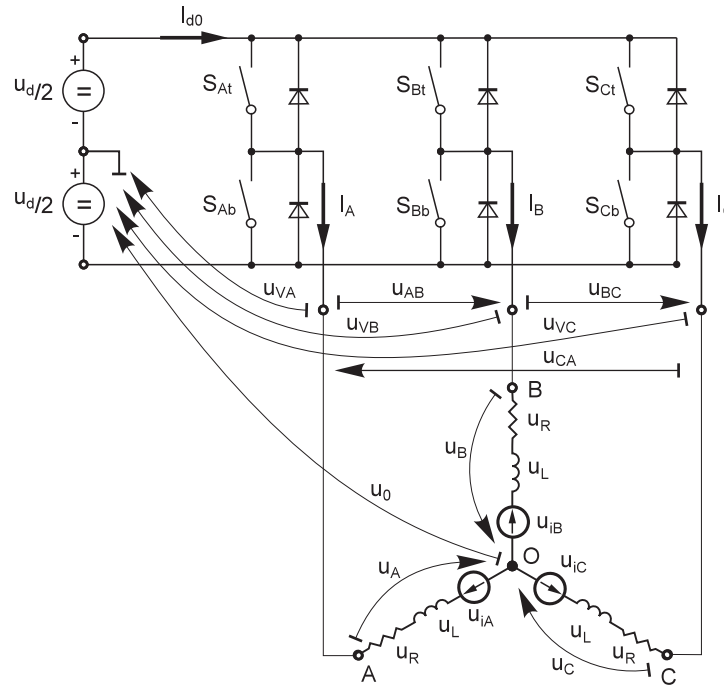 I_d0
+
u_d/2
=
-
S_At
S_Bt
S_Ct
+
u_d/2
=
-
S_Ab
I_A
S_Bb
I_B
S_Cb
I
u_VA
u_AB
u_BC
u_VB
u_VC
u_CA
B
u_R
u_B
u_L
u_0
u_iB
O
u_iC
u_A
u_iA
u_L
u_L
u_R
u_C
u_R
A
C